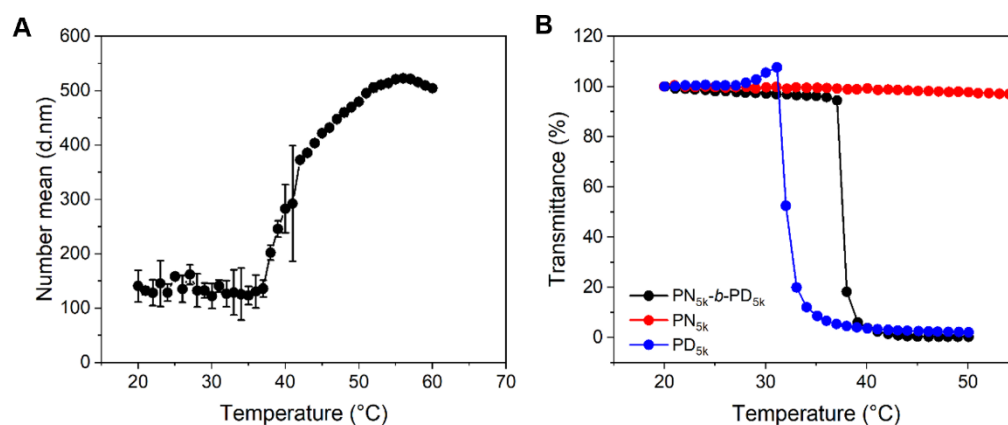 A
600
500
400
300
200
100
0
Number mean (d.nm)
20 30 40 50 60 70
Temperature (°C)
B
120
100
80
60
40
20
0
Transmittance (%)
PN5k-b-PD5k
PN5k
PD5k
20 30 40 50
Temperature (°C)